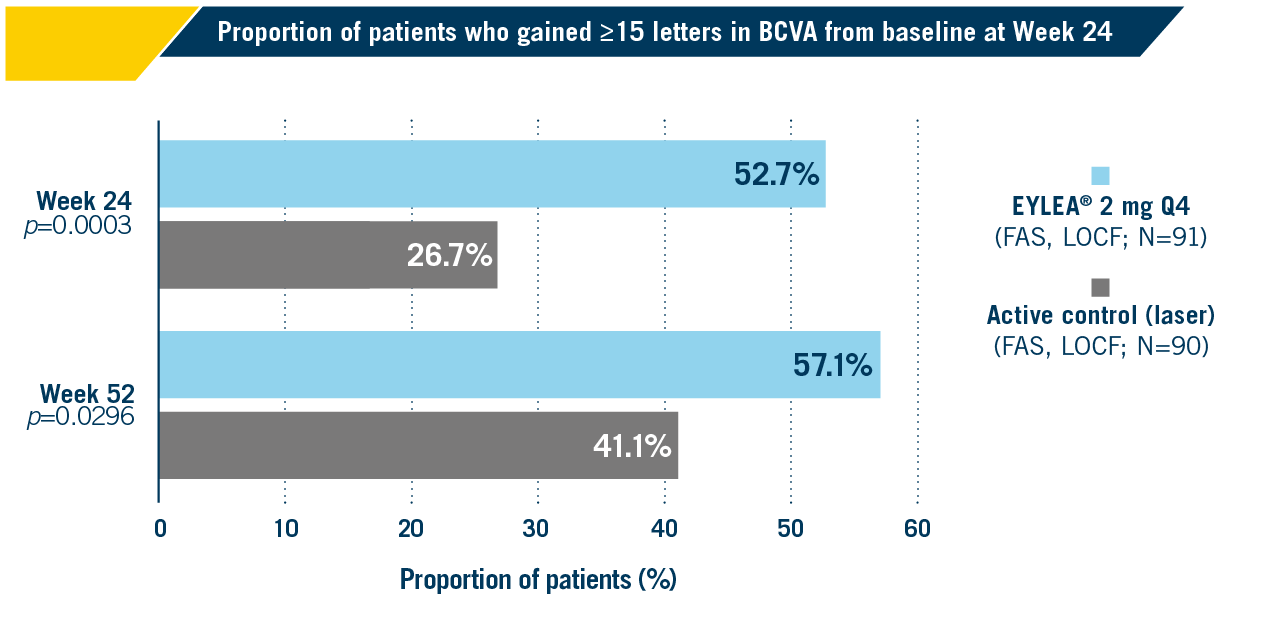 Proportion of patients who gained ≥15 letters in BCVA from baseline at Week 24
Week 24
p=0.0003
52.7%
26.7%
Week 52
p=0.0296
57.1%
41.1%
0 10 20 30 40 50 60
Proportion of patients (%)
EYLEA® 2 mg Q4
(FAS, LOCF; N=91)
Active control (laser)
(FAS, LOCF; N=90)